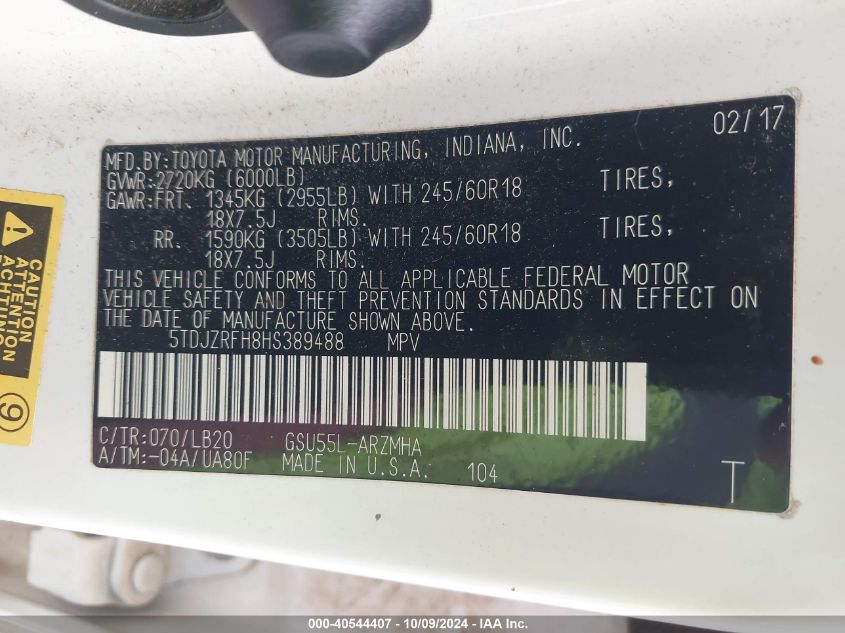 02/17
MFD. BY: TOYOTA MOTOR MANUFACTURING, INDIANA, INC.
GVWR: 2720KG (6000LB)
GAWR: FRT. 1345KG (2955LB) WITH 245/60R18 TIRES,
18X7.5J RIMS.
RR. 1590KG (3505LB) WITH 245/60R18 TIRES,
18X7.5J RIMS.
THIS VEHICLE CONFORMS TO ALL APPLICABLE FEDERAL MOTOR
VEHICLE SAFETY AND THEFT PREVENTION STANDARDS IN EFFECT ON
THE DATE OF MANUFACTURE SHOWN ABOVE.
5TDJZRFH8HS389488 MPV
C/TR: 070/LB20 GSU55L-ARZMHA
A/TM: -04A/UA80F MADE IN U.S.A. 104
T
CAUTION
ATTENTION
ACHTUNG
9
000-40544407 - 10/09/2024 - IAA Inc.